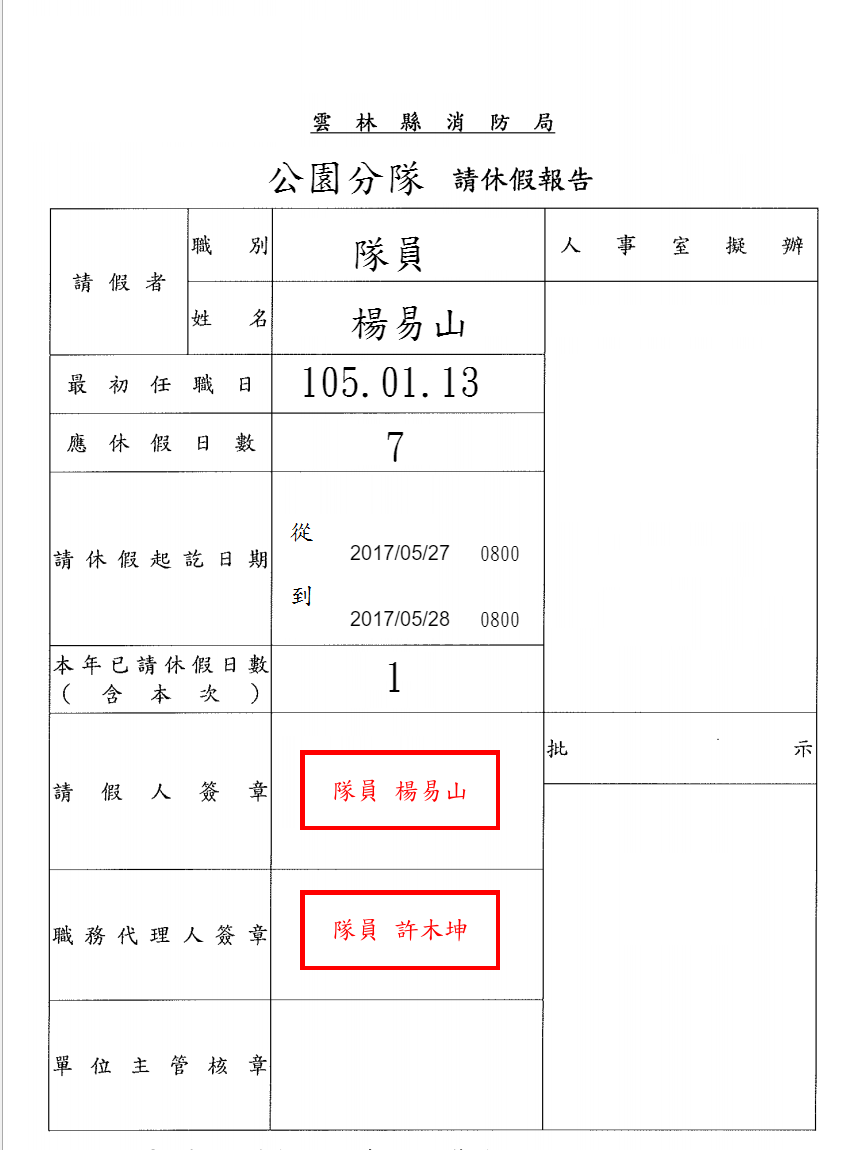 雲林縣消防局
公園分隊 請休假報告
請假者
職別
隊員
人事室擬辦
姓名
楊易山
最初任職日
105.01.13
應休假日數
7
請休假起訖日期
從
2017/05/27 0800
到
2017/05/28 0800
本年已請休假日數
(含本次)
1
批示
請假人簽章
隊員 楊易山
職務代理人簽章
隊員 許木坤
單位主管核章